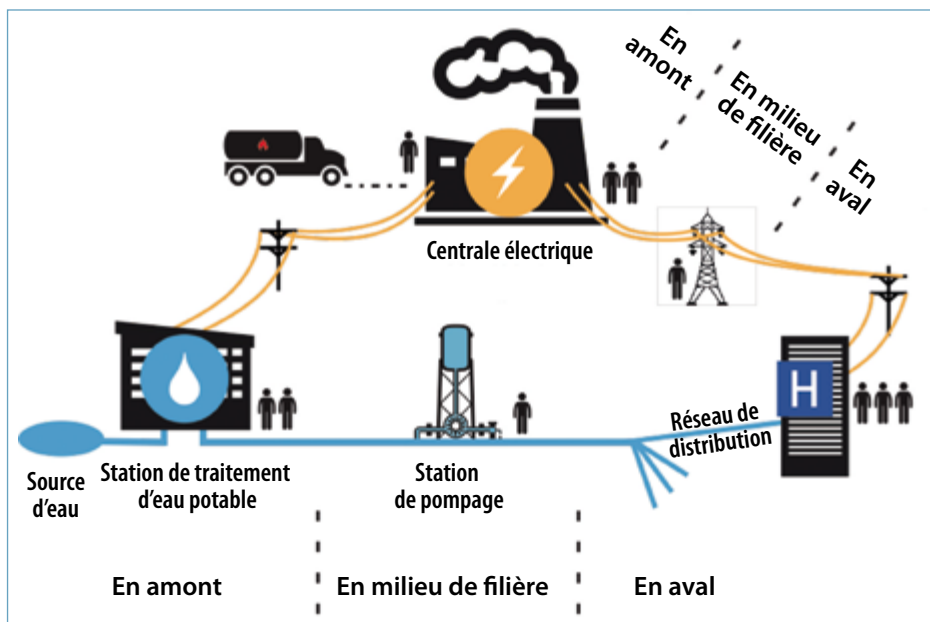 En
amont
En milieu
de filière
En
aval
Centrale électrique
H
Réseau de
distribution
Source
d'eau
Station de traitement
d'eau potable
Station
de pompage
En amont
En milieu de filière
En aval